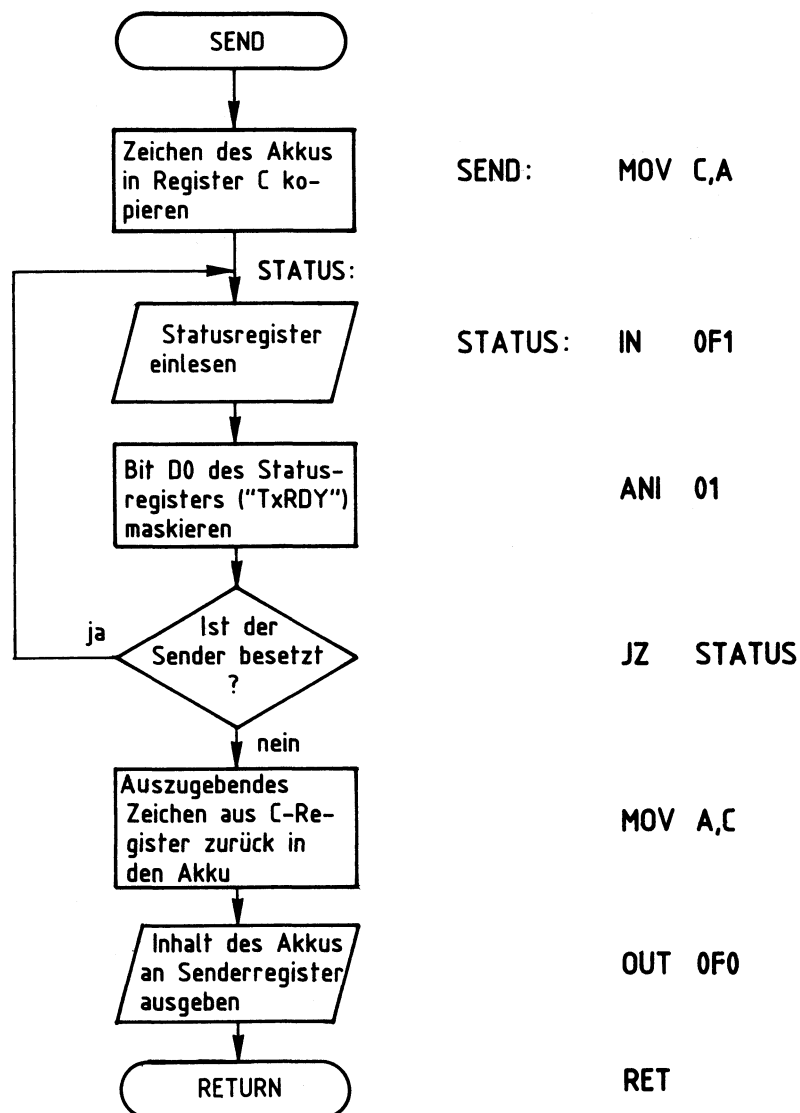 SEND
Zeichen des Akkus
in Register C ko-
pieren
SEND: MOV C,A
STATUS:
Statusregister
einlesen
STATUS: IN 0F1
Bit D0 des Status-
registers ("TxRDY")
maskieren
ANI 01
ja
Ist der
Sender besetzt
?
JZ STATUS
nein
Auszugebendes
Zeichen aus C-Re-
gister zurück in
den Akku
MOV A,C
Inhalt des Akkus
an Senderregister
ausgeben
OUT 0F0
RETURN
RET